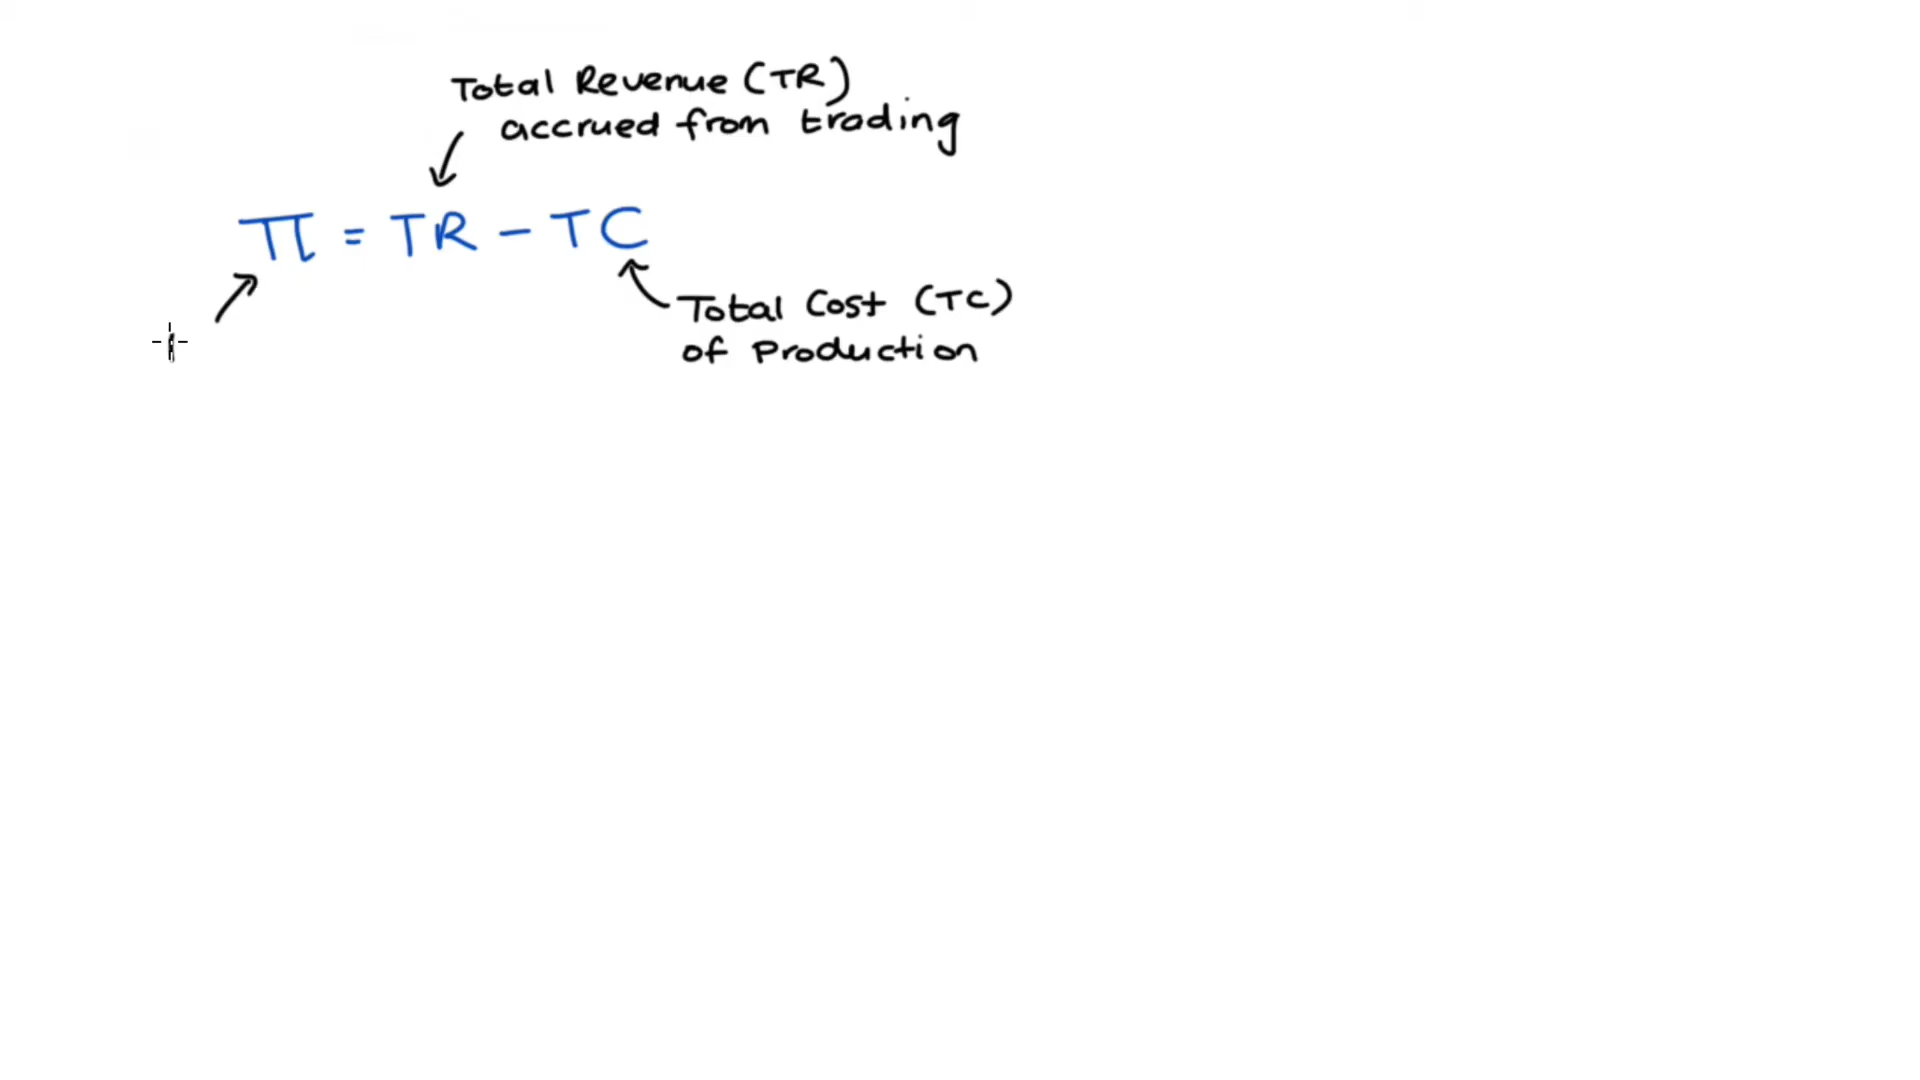 Total Revenue (TR)
accrued from trading
π = TR - TC
Total Cost (TC)
of Production